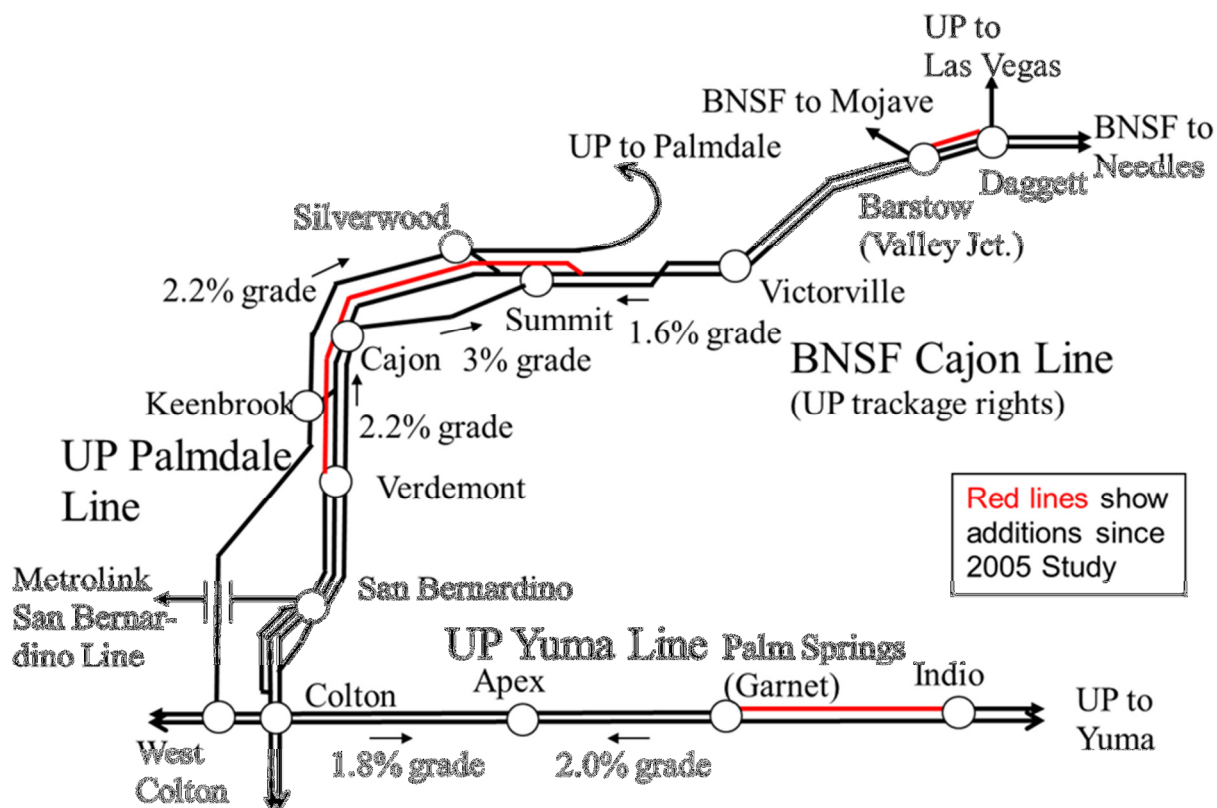 UP to
Las Vegas
BNSF to Mojave
BNSF to
Needles
UP to Palmdale
Daggett
Barstow
(Valley Jct.)
Silverwood
2.2% grade
Victorville
Summit
1.6% grade
Cajon
3% grade
BNSF Cajon Line
(UP trackage rights)
Keenbrook
2.2% grade
UP Palmdale
Line
Verdemont
Red lines show
additions since
2005 Study
Metrolink
San Bernar-
dino Line
San Bernardino
UP Yuma Line
Palm Springs
(Garnet)
Indio
Colton
Apex
UP to
Yuma
West
Colton
1.8% grade
2.0% grade